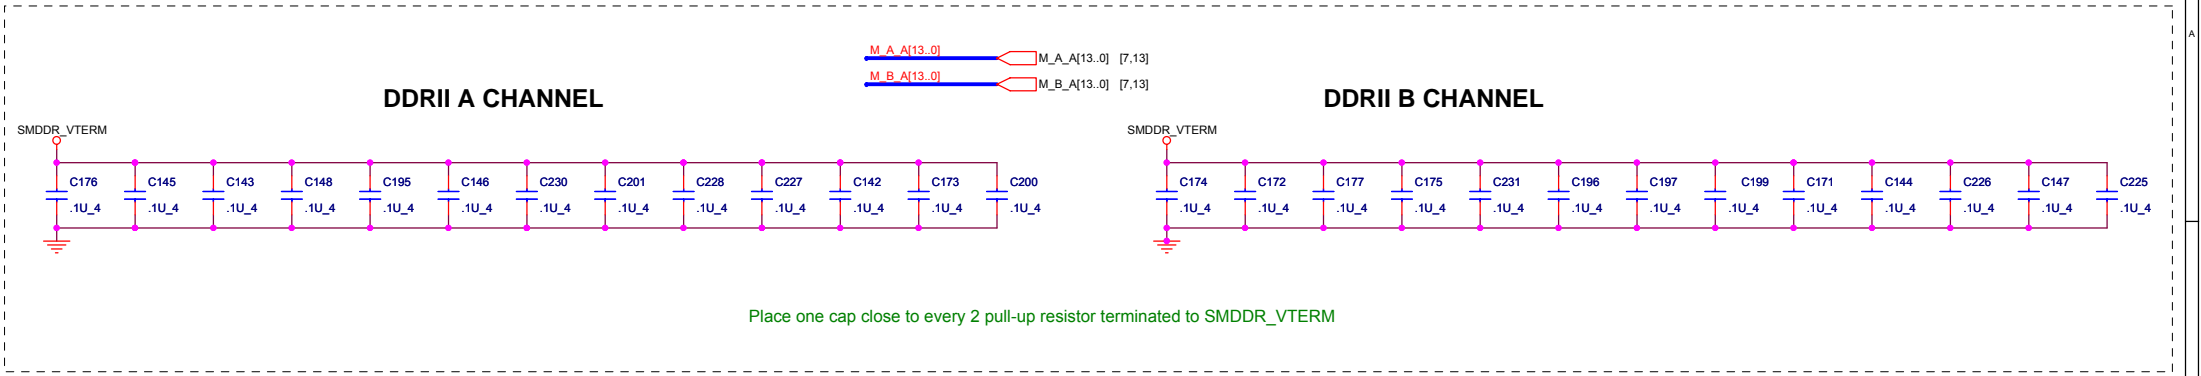 M_A_A[13..0]
M_A_A[13..0] [7,13]
M_B_A[13..0]
M_B_A[13..0] [7,13]
A
DDRII A CHANNEL
DDRII B CHANNEL
SMDDR_VTERM
SMDDR_VTERM
C176 C145 C143 C148 C195 C146 C230 C201 C228 C227 C142 C173 C200
.1U_4 .1U_4 .1U_4 .1U_4 .1U_4 .1U_4 .1U_4 .1U_4 .1U_4 .1U_4 .1U_4 .1U_4 .1U_4
C174 C172 C177 C175 C231 C196 C197 C199 C171 C144 C226 C147 C225
.1U_4 .1U_4 .1U_4 .1U_4 .1U_4 .1U_4 .1U_4 .1U_4 .1U_4 .1U_4 .1U_4 .1U_4 .1U_4
Place one cap close to every 2 pull-up resistor terminated to SMDDR_VTERM